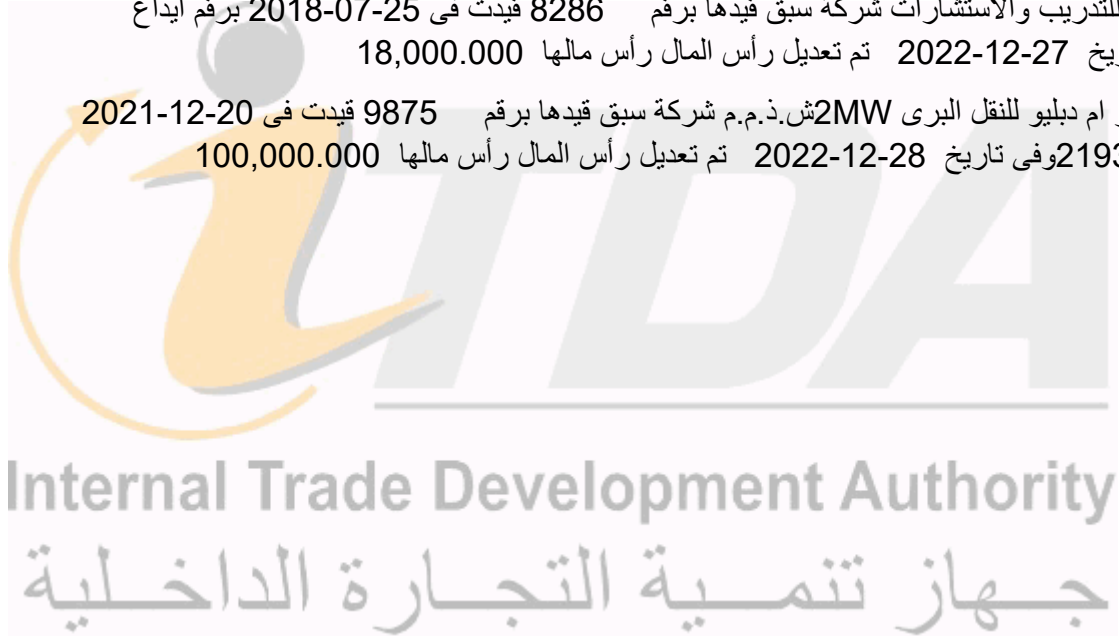 للتدريب والاستشارات شركة سبق قيدها برقم 8286 قيدت فى 25-07-2018 برقم ايداع
27-12-2022 تم تعديل رأس المال رأس مالها 18,000.000
ام دبليو للنقل البرى 2MWش.ذ.م.م شركة سبق قيدها برقم 9875 قيدت فى 20-12-2021
وفى تاريخ 28-12-2022 تم تعديل رأس المال رأس مالها 100,000.000
iTDA
Internal Trade Development Authority
جهاز تنمية التجارة الداخلية